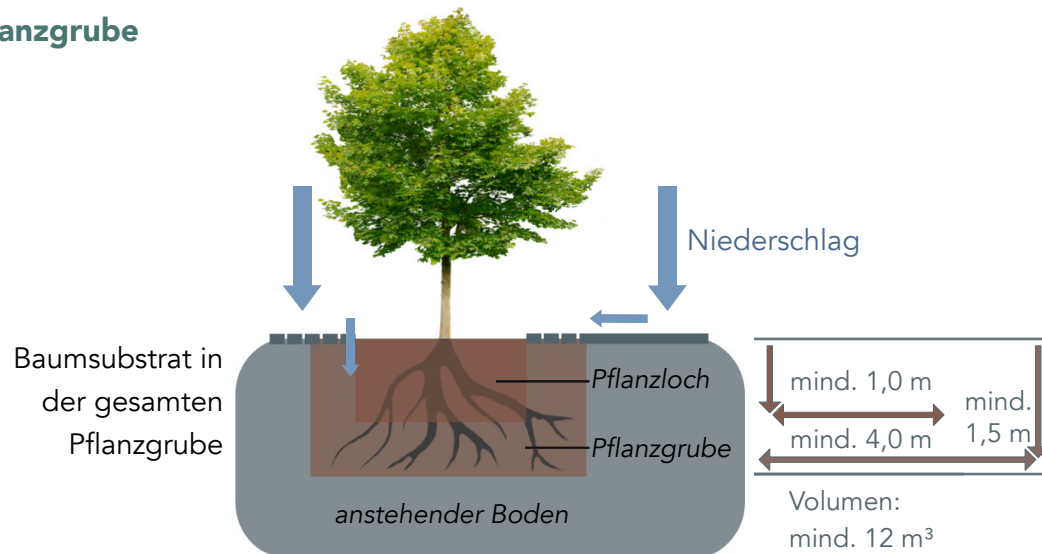 anzgrube
Niederschlag
Baumsubstrat in
der gesamten
Pflanzgrube
Pflanzloch
Pflanzgrube
anstehender Boden
mind. 1,0 m
mind.
1,5 m
mind. 4,0 m
Volumen:
mind. 12 m³